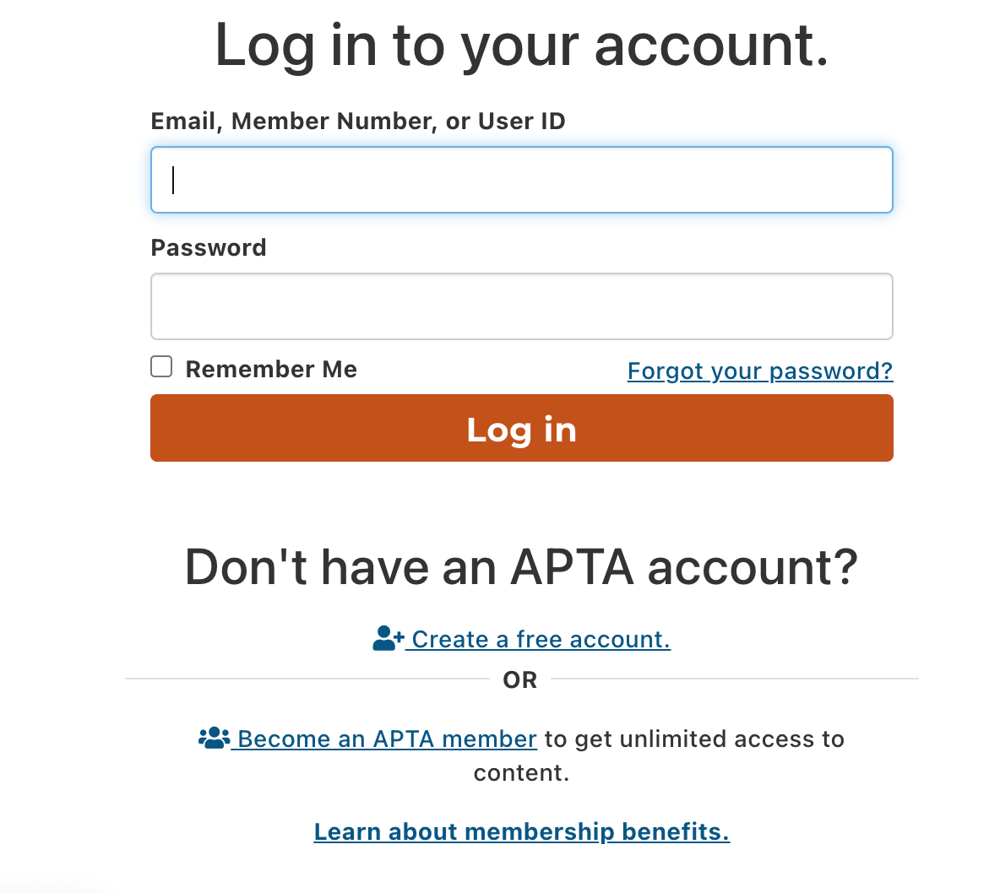 Log in to your account.
Email, Member Number, or User ID
Password
Remember Me
Forgot your password?
Log in
Don't have an APTA account?
Create a free account.
OR
Become an APTA member to get unlimited access to
content.
Learn about membership benefits.